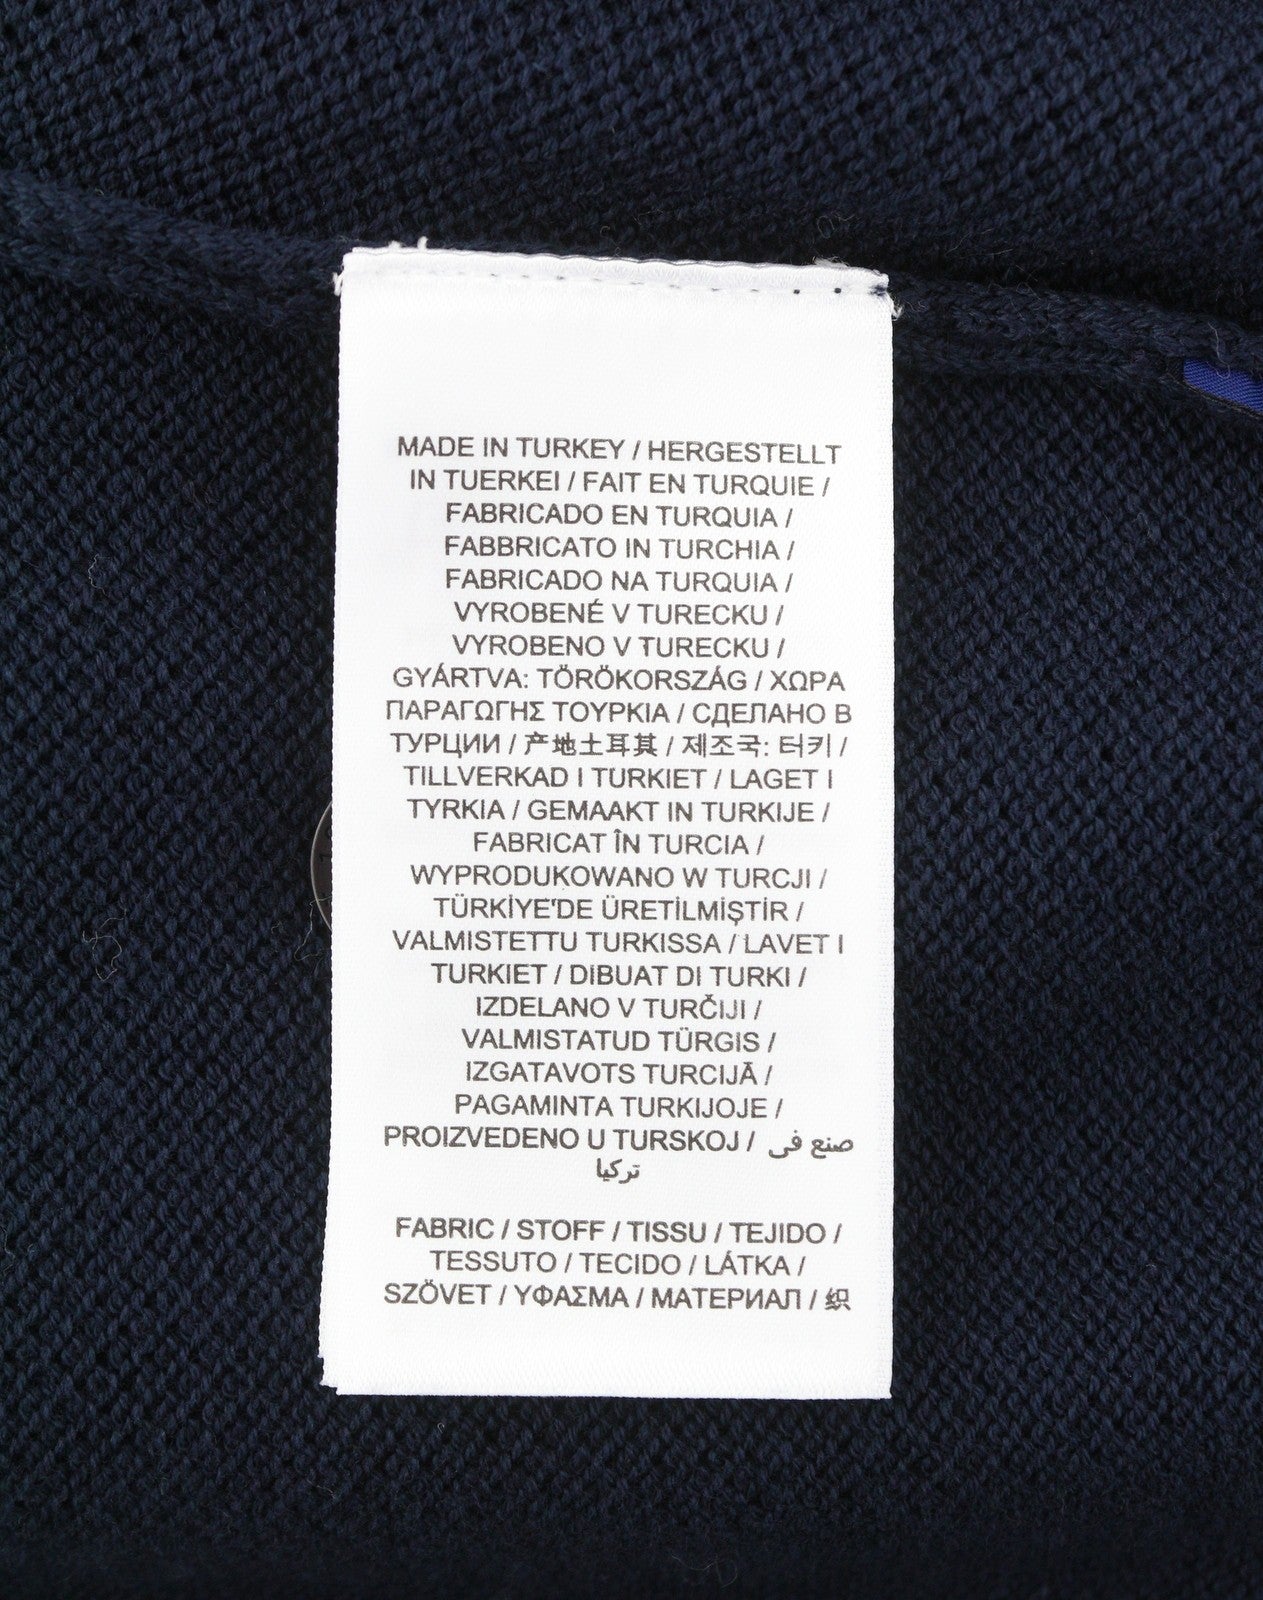 MADE IN TURKEY / HERGESTELLT
IN TUERKEI / FAIT EN TURQUIE /
FABRICADO EN TURQUIA /
FABBRICATO IN TURCHIA /
FABRICADO NA TURQUIA /
VYROBENÉ V TURECKU /
VYROBENO V TURECKU /
GYÁRTVA: TÖRÖKORSZÁG / ΧΩΡΑ
ΠΑΡΑΓΩΓΗΣ ΤΟΥΡΚΙΑ / СДЕЛАНО В
ТУРЦИИ / 产地土耳其 / 제조국: 터키 /
TILLVERKAD I TURKIET / LAGET I
TYRKIA / GEMAAKT IN TURKIJE /
FABRICAT ÎN TURCIA /
WYPRODUKOWANO W TURCJI /
TÜRKİYE'DE ÜRETİLMİŞTİR /
VALMISTETTU TURKISSA / LAVET I
TURKIET / DIBUAT DI TURKI /
IZDELANO V TURČIJI /
VALMISTATUD TÜRGIS /
IZGATAVOTS TURCIJĀ /
PAGAMINTA TURKIJOJE /
PROIZVEDENO U TURSKOJ / صنع في
تركيا
FABRIC / STOFF / TISSU / TEJIDO /
TESSUTO / TECIDO / LÁTKA /
SZÖVET / ΥΦΑΣΜΑ / МАТЕРИАЛ / 织